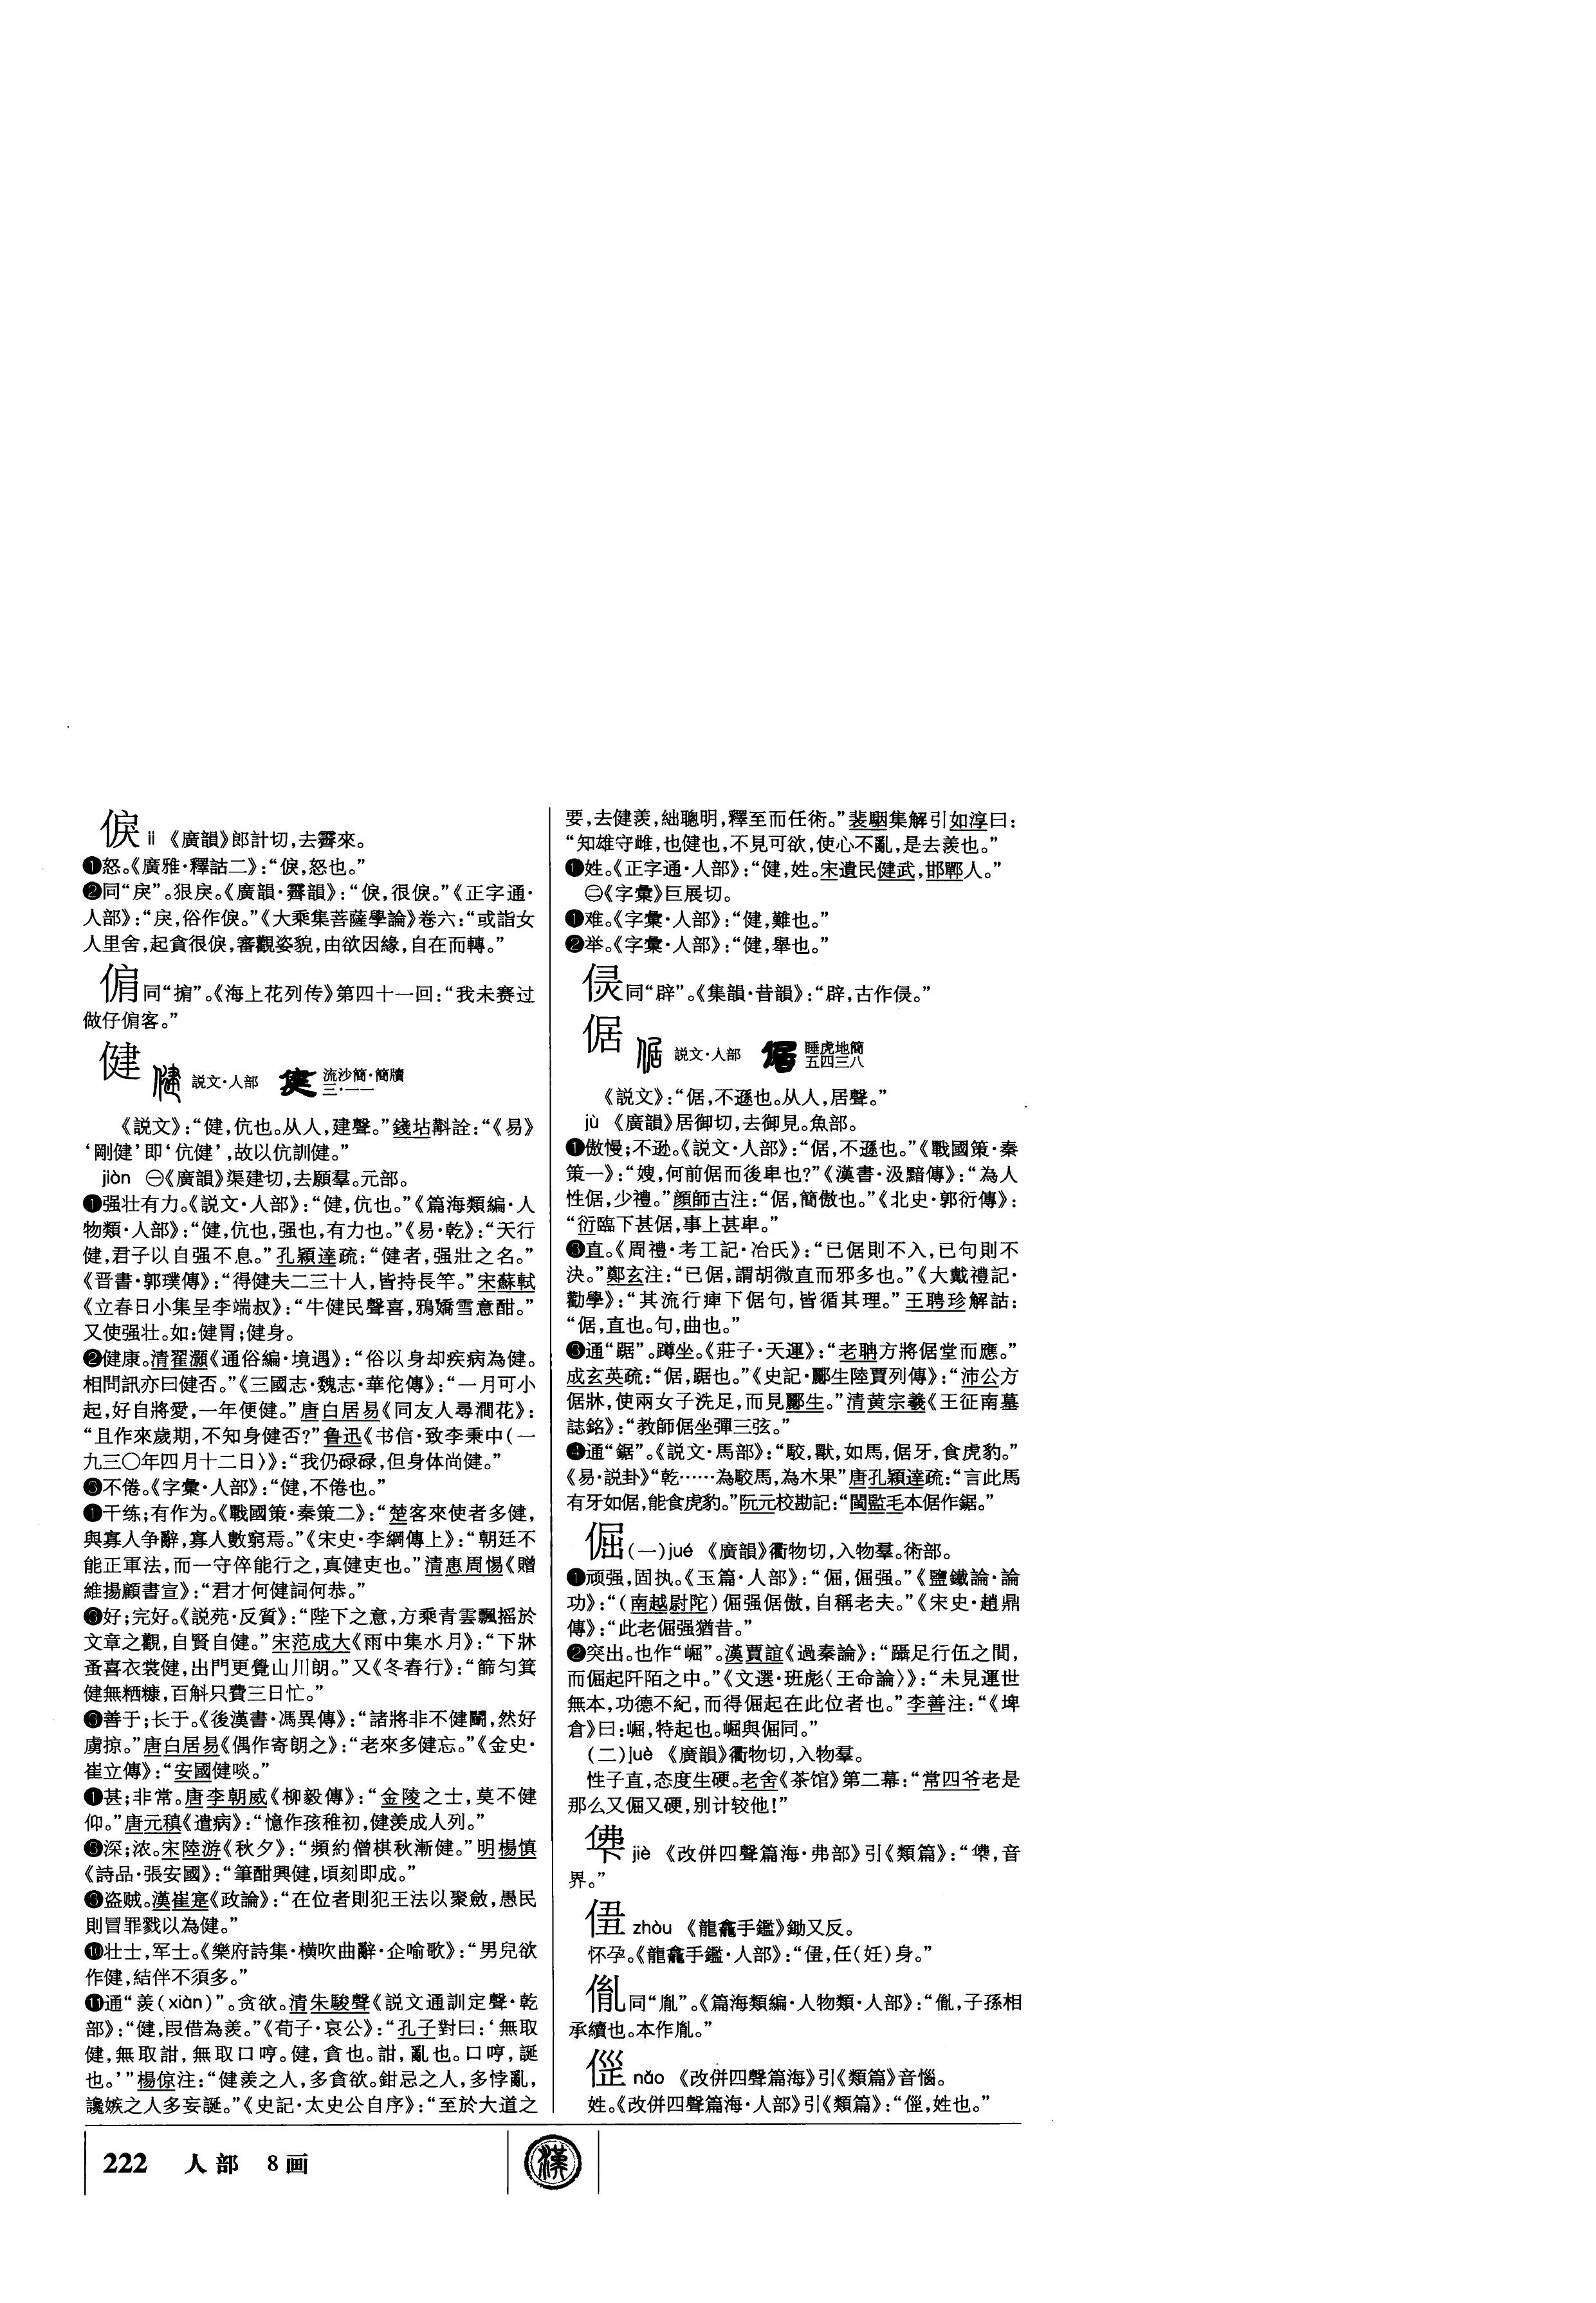 㑦 lì 《廣韻》郎計切,去霽來。
❶怒。《廣雅·釋詁二》:“㑦,怒也。”
❷同“戾”。狠戾。《廣韻·霽韻》:“㑦,很㑦。”《正字通·
人部》:“戾,俗作㑦。”《大乘集菩薩學論》卷六:“或詣女
人里舍,起貪很㑦,審觀姿貌,由欲因緣,自在而轉。”
同“掮”。《海上花列传》第四十一回:“我未赛过
做仔客。”
健 説文·人部 流沙簡·簡牘
三·一一
《説文》:“健,伉也。从人,建聲。”錢坫斠詮:“《易》
‘剛健’即‘伉健’,故以伉訓健。”
jiàn ㊀《廣韻》渠建切,去願羣。元部。
❶强壮有力。《説文·人部》:“健,伉也。”《篇海類編·人
物類·人部》:“健,伉也,强也,有力也。”《易·乾》:“天行
健,君子以自强不息。”孔穎達疏:“健者,强壯之名。”
《晋書·郭璞傳》:“得健夫二三十人,皆持長竿。”宋蘇軾
《立春日小集呈李端叔》:“牛健民聲喜,鴉嬌雪意酣。”
又使强壮。如:健胃;健身。
❷健康。清翟灝《通俗編·境遇》:“俗以身却疾病為健。
相問訊亦曰健否。”《三國志·魏志·華佗傳》:“一月可小
起,好自將愛,一年便健。”唐白居易《同友人尋澗花》:
“且作來歲期,不知身健否?”鲁迅《书信·致李秉中(一
九三〇年四月十二日)》:“我仍碌碌,但身体尚健。”
❸不倦。《字彙·人部》:“健,不倦也。”
❶干练;有作为。《戰國策·秦策二》:“楚客來使者多健,
與寡人争辭,寡人數窮焉。”《宋史·李綱傳上》:“朝廷不
能正軍法,而一守倅能行之,真健吏也。”清惠周惕《贈
維揚顧書宣》:“君才何健詞何恭。”
❸好;完好。《説苑·反質》:“陛下之意,方乘青雲飄摇於
文章之觀,自賢自健。”宋范成大《雨中集水月》:“下牀
蚤喜衣裳健,出門更覺山川朗。”又《冬舂行》:“篩匀箕
健無粞糠,百斛只費三日忙。”
❻善于;长于。《後漢書·馮異傳》:“諸將非不健鬭,然好
虜掠。”唐白居易《偶作寄朗之》:“老來多健忘。”《金史·
崔立傳》:“安國健啖。”
❶甚;非常。唐李朝威《柳毅傳》:“金陵之士,莫不健
仰。”唐元稹《遣病》:“憶作孩稚初,健羨成人列。”
❸深;浓。宋陸游《秋夕》:“頻約僧棋秋漸健。”明楊慎
《詩品·張安國》:“筆酣興健,頃刻即成。”
❸盗贼。漢崔寔《政論》:“在位者則犯王法以聚斂,愚民
則冒罪戮以為健。”
❿壮士,军士。《樂府詩集·横吹曲辭·企喻歌》:“男兒欲
作健,結伴不須多。”
⓫通“羨(xiàn)”。贪欲。清朱駿聲《説文通訓定聲·乾
部》:“健,叚借為羨。”《荀子·哀公》:“孔子對曰:‘無取
健,無取詌,無取口啍。健,貪也。詌,亂也。口啍,誕
也。’”楊倞注:“健羨之人,多貪欲。鉗忌之人,多悖亂,
讒嫉之人多妄誕。”《史記·太史公自序》:“至於大道之
要,去健羨,絀聰明,釋至而任術。”裴駰集解引如淳曰:
“知雄守雌,也健也,不見可欲,使心不亂,是去羨也。”
❶姓。《正字通·人部》:“健,姓。宋遺民健武,邯鄲人。”
㊁《字彙》巨展切。
❶难。《字彙·人部》:“健,難也。”
❷举。《字彙·人部》:“健,舉也。”
同“辟”。《集韻·昔韻》:“辟,古作。”
倨 説文·人部 睡虎地簡
五四三八
《説文》:“倨,不遜也。从人,居聲。”
jù 《廣韻》居御切,去御見。魚部。
❶傲慢;不逊。《説文·人部》:“倨,不遜也。”《戰國策·秦
策一》:“嫂,何前倨而後卑也?”《漢書·汲黯傳》:“為人
性倨,少禮。”顔師古注:“倨,簡傲也。”《北史·郭衍傳》:
“衍臨下甚倨,事上甚卑。”
❸直。《周禮·考工記·冶氏》:“已倨則不入,已句則不
決。”鄭玄注:“已倨,謂胡微直而邪多也。”《大戴禮記·
勸學》:“其流行痺下倨句,皆循其理。”王聘珍解詁:
“倨,直也。句,曲也。”
❸通“踞”。蹲坐。《莊子·天運》:“老聃方將倨堂而應。”
成玄英疏:“倨,踞也。”《史記·酈生陸賈列傳》:“沛公方
倨牀,使兩女子洗足,而見酈生。”清黄宗羲《王征南墓
誌銘》:“教師倨坐彈三弦。”
❹通“鋸”。《説文·馬部》:“駮,獸,如馬,倨牙,食虎豹。”
《易·説卦》“乾……為駮馬,為木果”唐孔穎達疏:“言此馬
有牙如倨,能食虎豹。”阮元校勘記:“閩監毛本倨作鋸。”
倔(一)jué 《廣韻》衢物切,入物羣。術部。
❶顽强,固执。《玉篇·人部》:“倔,倔强。”《鹽鐵論·論
功》:“(南越尉陀)倔强倨傲,自稱老夫。”《宋史·趙鼎
傳》:“此老倔强猶昔。”
❷突出。也作“崛”。漢賈誼《過秦論》:“躡足行伍之間,
而倔起阡陌之中。”《文選·班彪〈王命論〉》:“未見運世
無本,功德不紀,而得倔起在此位者也。”李善注:“《埤
倉》曰:崛,特起也。崛與倔同。”
(二)juè 《廣韻》衢物切,入物羣。
性子直,态度生硬。老舍《茶馆》第二幕:“常四爷老是
那么又倔又硬,别计较他!”
jiè 《改併四聲篇海·弗部》引《類篇》:“,音
界。”
zhòu 《龍龕手鑑》鋤又反。
怀孕。《龍龕手鑑·人部》:“,任(妊)身。”
㑜同“胤”。《篇海類編·人物類·人部》:“㑜,子孫相
承續也。本作胤。”
nǎo 《改併四聲篇海》引《類篇》音惱。
姓。《改併四聲篇海·人部》引《類篇》:“,姓也。”
222 人部 8画
漢